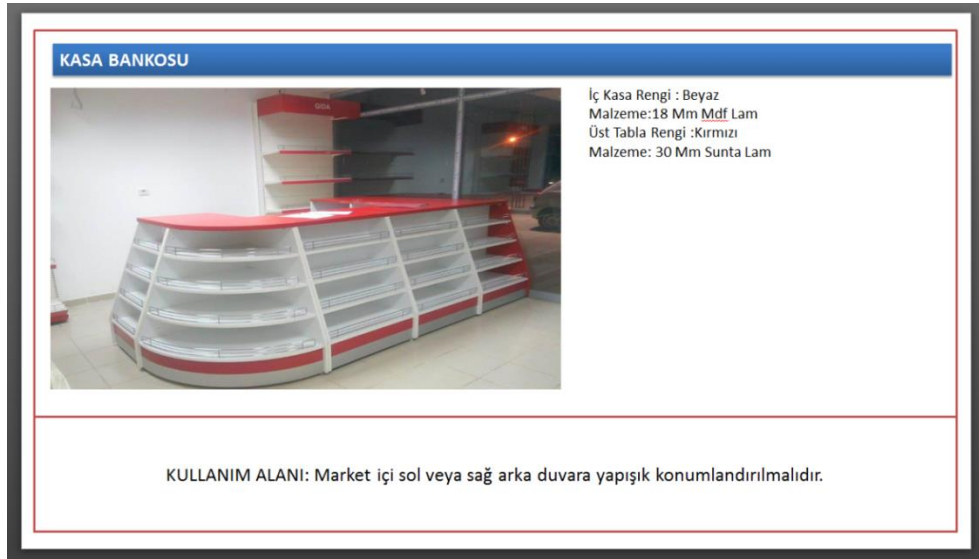 KASA BANKOSU
GIDA
İç Kasa Rengi : Beyaz
Malzeme:18 Mm Mdf Lam
Üst Tabla Rengi :Kırmızı
Malzeme: 30 Mm Sunta Lam
KULLANIM ALANI: Market içi sol veya sağ arka duvara yapışık konumlandırılmalıdır.